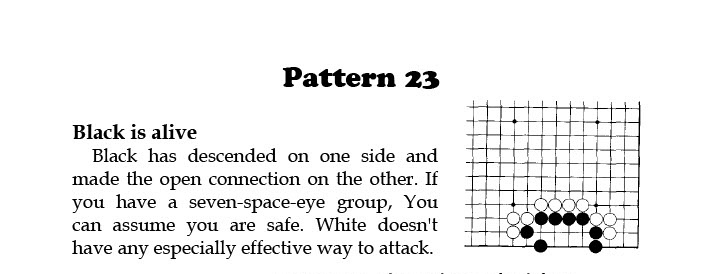 Pattern 23
Black is alive
Black has descended on one side and
made the open connection on the other. If
you have a seven-space-eye group, You
can assume you are safe. White doesn't
have any especially effective way to attack.